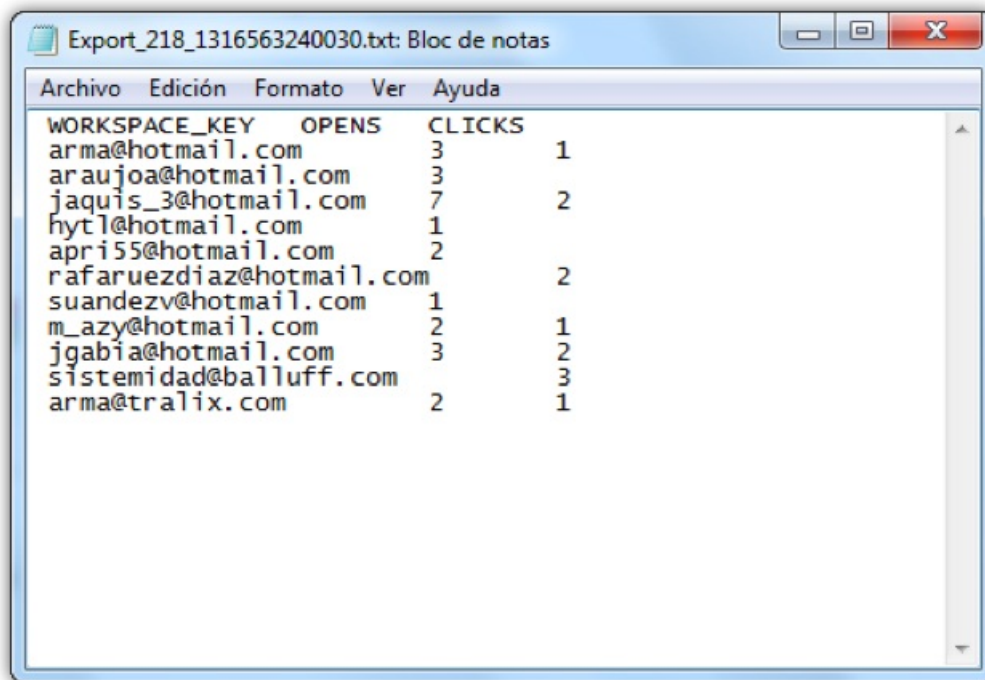 Export_218_1316563240030.txt: Bloc de notas
Archivo Edición Formato Ver Ayuda
WORKSPACE_KEY OPENS CLICKS
arma@hotmail.com 3 1
araujoa@hotmail.com 3
jaquis_3@hotmail.com 7 2
hytl@hotmail.com 1
apri55@hotmail.com 2
rafaruezdiaz@hotmail.com 2
suandezv@hotmail.com 1
m_azy@hotmail.com 2 1
jgabia@hotmail.com 3 2
sistemidad@balluff.com 3
arma@tralix.com 2 1